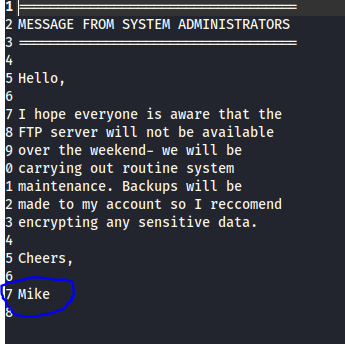 1 ===================================
2 MESSAGE FROM SYSTEM ADMINISTRATORS
3 ===================================
4
5 Hello,
6
7 I hope everyone is aware that the
8 FTP server will not be available
9 over the weekend- we will be
0 carrying out routine system
1 maintenance. Backups will be
2 made to my account so I reccomend
3 encrypting any sensitive data.
4
5 Cheers,
6
7 Mike
8